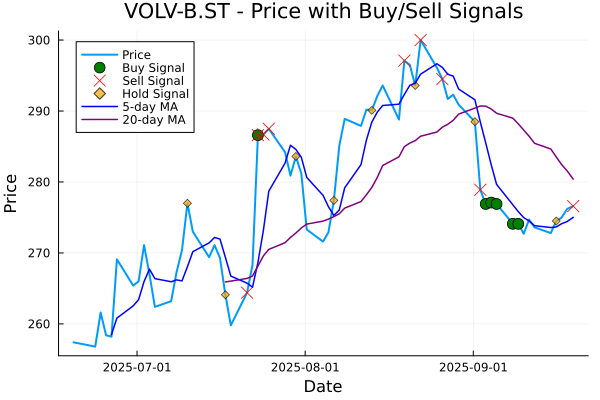 VOLV-B.ST - Price with Buy/Sell Signals
300
290
280
270
260
Price
Price
Buy Signal
Sell Signal
Hold Signal
5-day MA
20-day MA
2025-07-01
2025-08-01
2025-09-01
Date